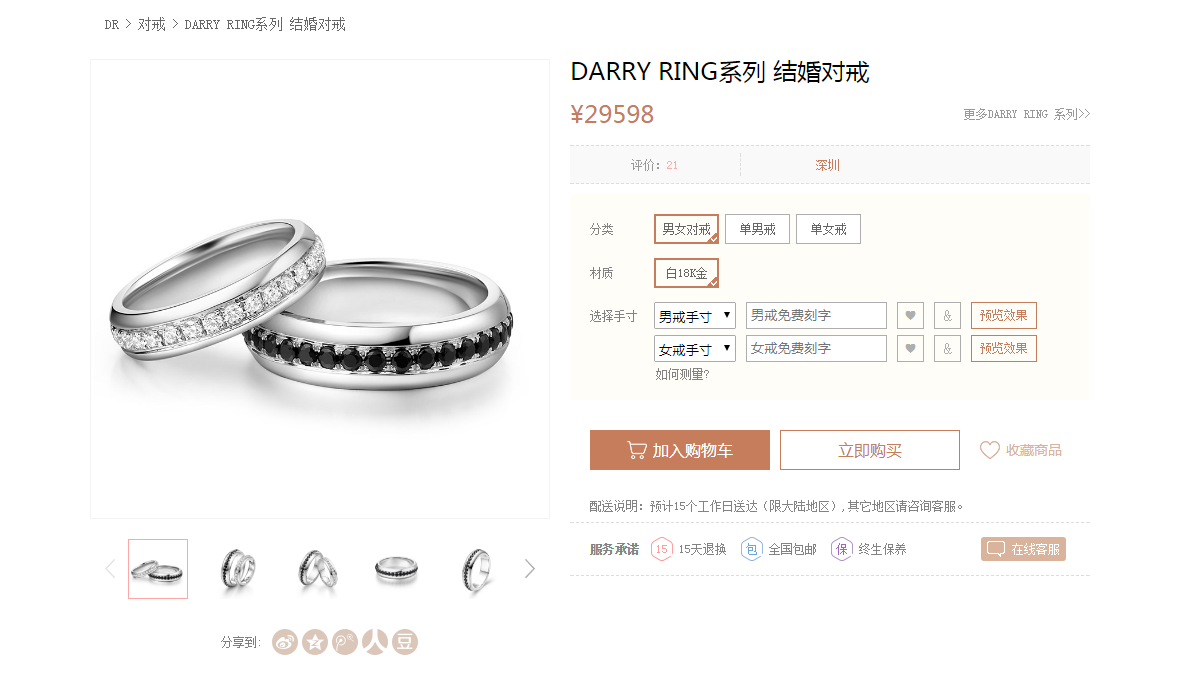 DR > 对戒 > DARRY RING系列 结婚对戒
DARRY RING系列 结婚对戒
¥29598
更多DARRY RING 系列>>
评价：21
深圳
分类 男女对戒 单男戒 单女戒
材质 白18K金
选择手寸 男戒手寸 ▼ 男戒免费刻字 ♥ & 预览效果
女戒手寸 ▼ 女戒免费刻字 ♥ & 预览效果
如何测量?
加入购物车 立即购买 收藏商品
配送说明：预计15个工作日送达（限大陆地区）,其它地区请咨询客服。
服务承诺 15 15天退换 包 全国包邮 保 终生保养 在线客服
分享到: 人 豆